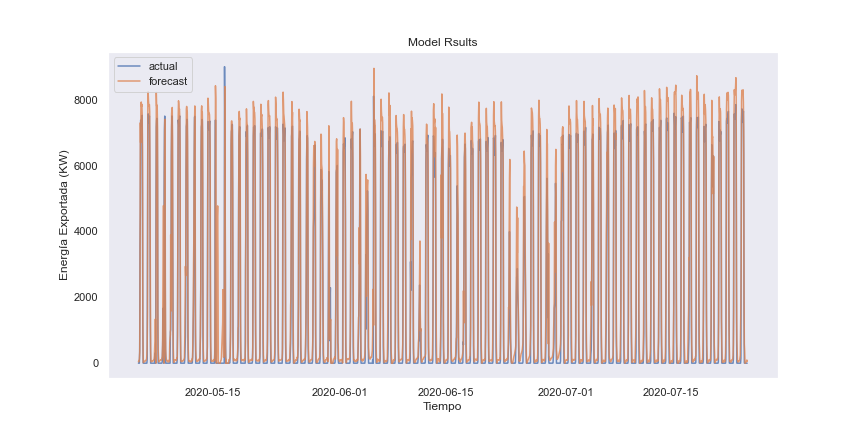 Model Rsults
actual
forecast
Energía Exportada (KW)
8000
6000
4000
2000
0
2020-05-15
2020-06-01
2020-06-15
2020-07-01
2020-07-15
Tiempo